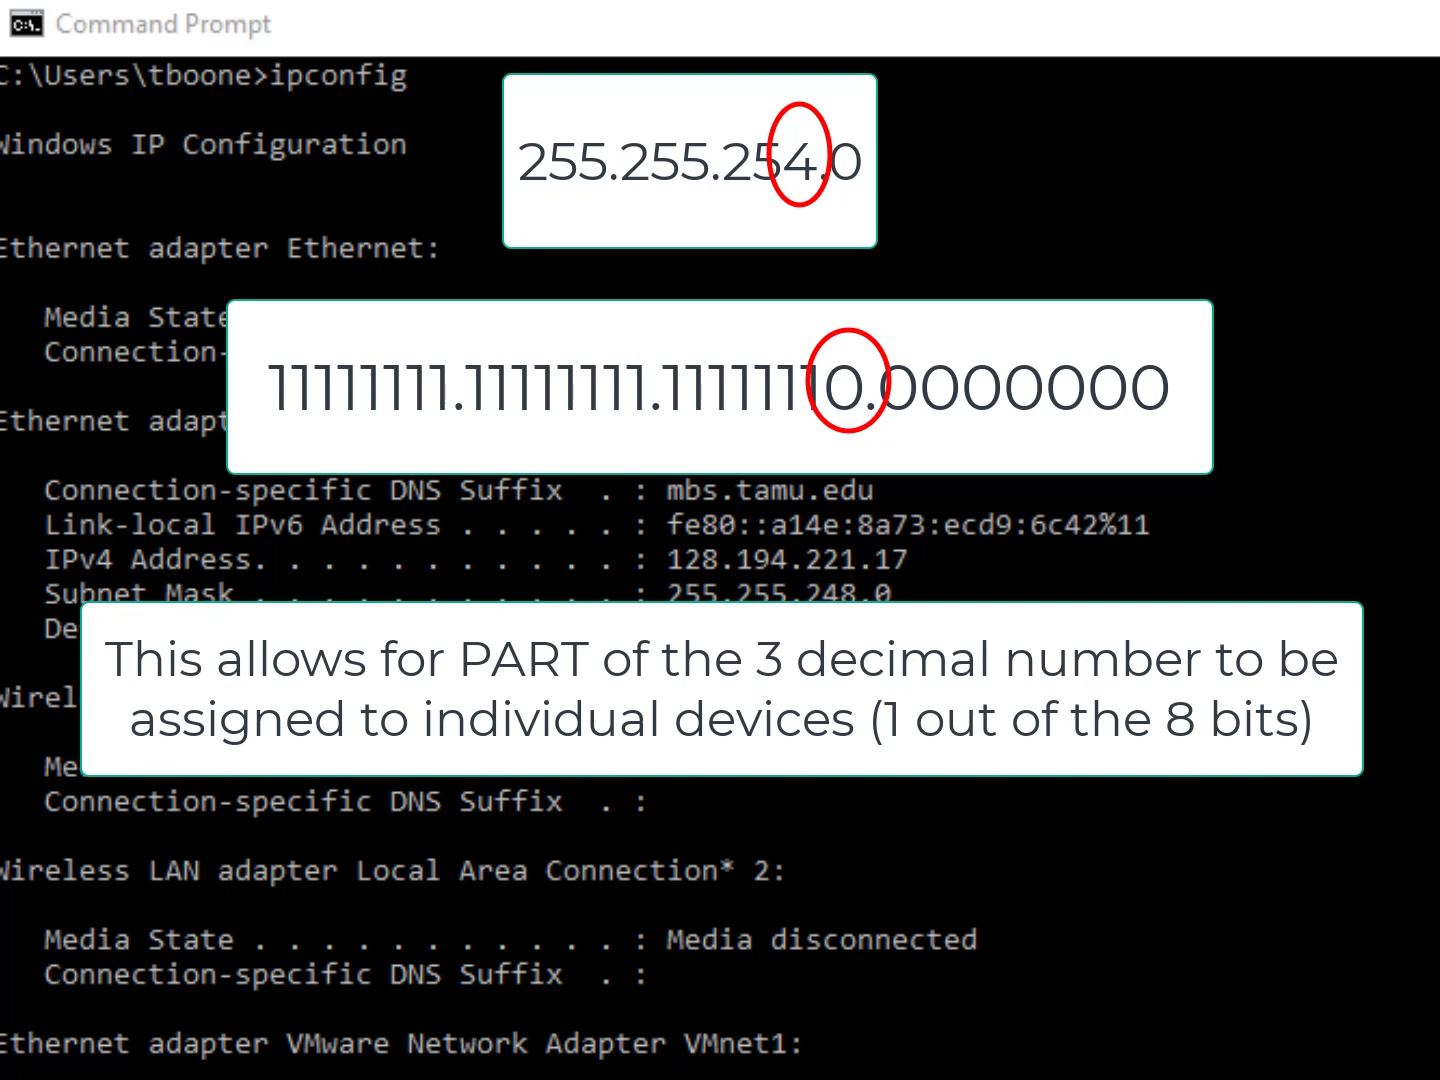 Command Prompt
C:\Users\tboone>ipconfig
255.255.254.0
Windows IP Configuration
Ethernet adapter Ethernet:
Media State
Connection-
11111111.11111111.11111110.0000000
Ethernet adapt
Connection-specific DNS Suffix . : mbs.tamu.edu
Link-local IPv6 Address . . . . . : fe80::a14e:8a73:ecd9:6c42%11
IPv4 Address. . . . . . . . . . . : 128.194.221.17
Subnet Mask . . . . . . . . . . . : 255.255.248.0
De
This allows for PART of the 3 decimal number to be
assigned to individual devices (1 out of the 8 bits)
Wirel
Me
Connection-specific DNS Suffix . :
Wireless LAN adapter Local Area Connection* 2:
Media State . . . . . . . . . . . : Media disconnected
Connection-specific DNS Suffix . :
Ethernet adapter VMware Network Adapter VMnet1: